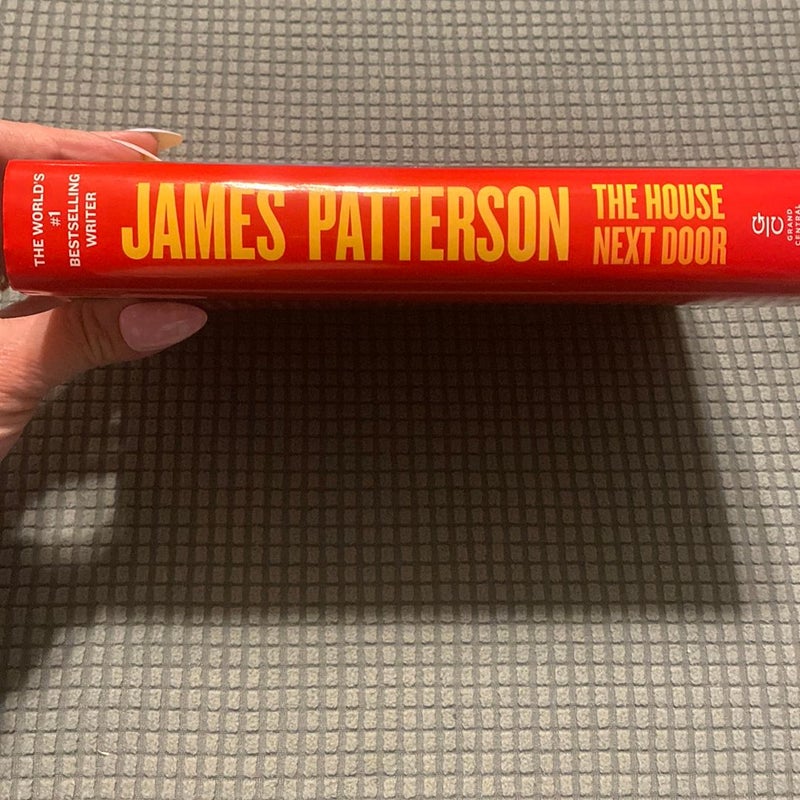 THE WORLD'S
#1
BESTSELLING
WRITER
JAMES PATTERSON
THE HOUSE
NEXT DOOR
GC
GRAND
CENTRAL